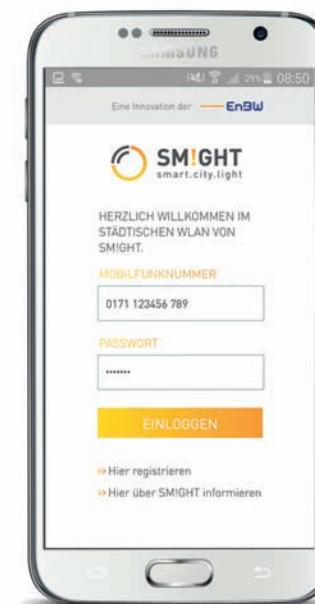 SAMSUNG
29% 08:50
Eine Innovation der EnBW
SM!GHT
smart.city.light
HERZLICH WILLKOMMEN IM
STÄDTISCHEN WLAN VON
SM!GHT.
MOBILFUNKNUMMER
0171 123456 789
PASSWORT
•••••••
EINLOGGEN
>> Hier registrieren
>> Hier über SM!GHT informieren